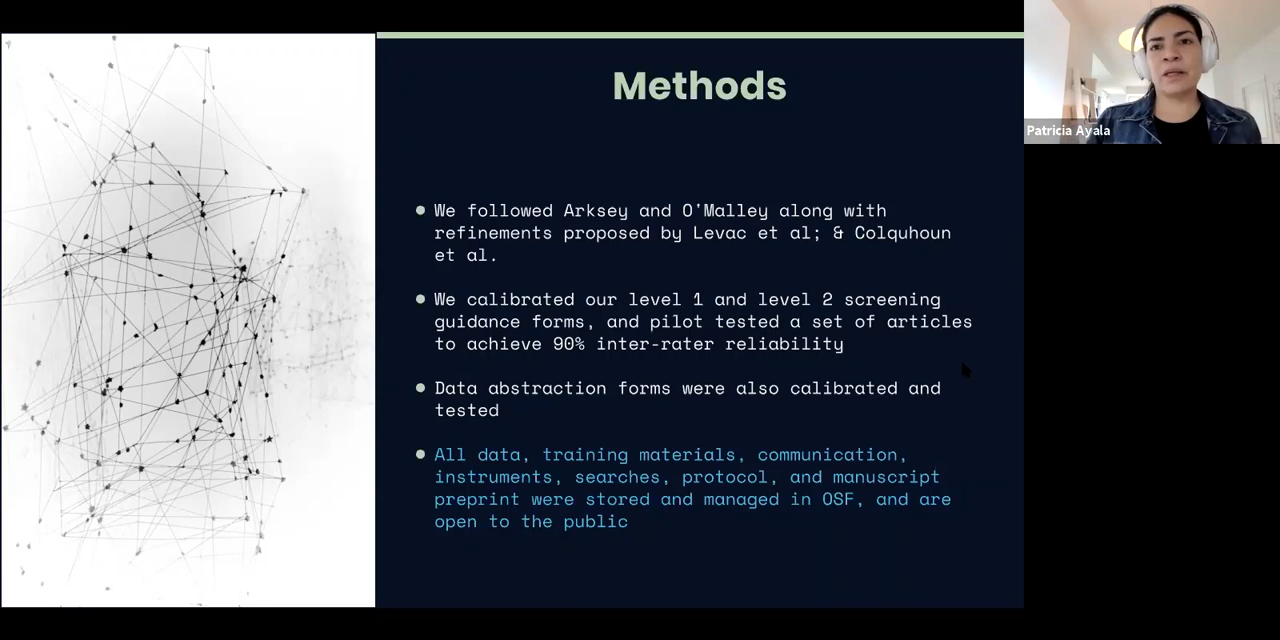 Methods
We followed Arksey and O'Malley along with
refinements proposed by Levac et al; & Colquhoun
et al.
We calibrated our level 1 and level 2 screening
guidance forms, and pilot tested a set of articles
to achieve 90% inter-rater reliability
Data abstraction forms were also calibrated and
tested
All data, training materials, communication,
instruments, searches, protocol, and manuscript
preprint were stored and managed in OSF, and are
open to the public
Patricia Ayala